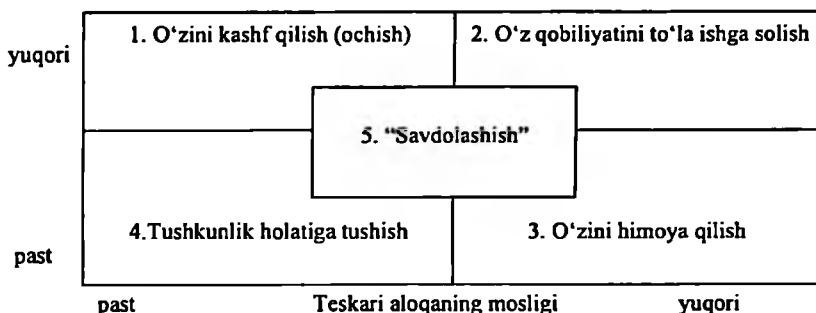 1. O‘zini kashf qilish (ochish)
2. O‘z qobiliyatini to‘la ishga solish
yuqori
5. “Savdolashish”
4.Tushkunlik holatiga tushish
3. O‘zini himoya qilish
past
past
Teskari aloqaning mosligi
yuqori